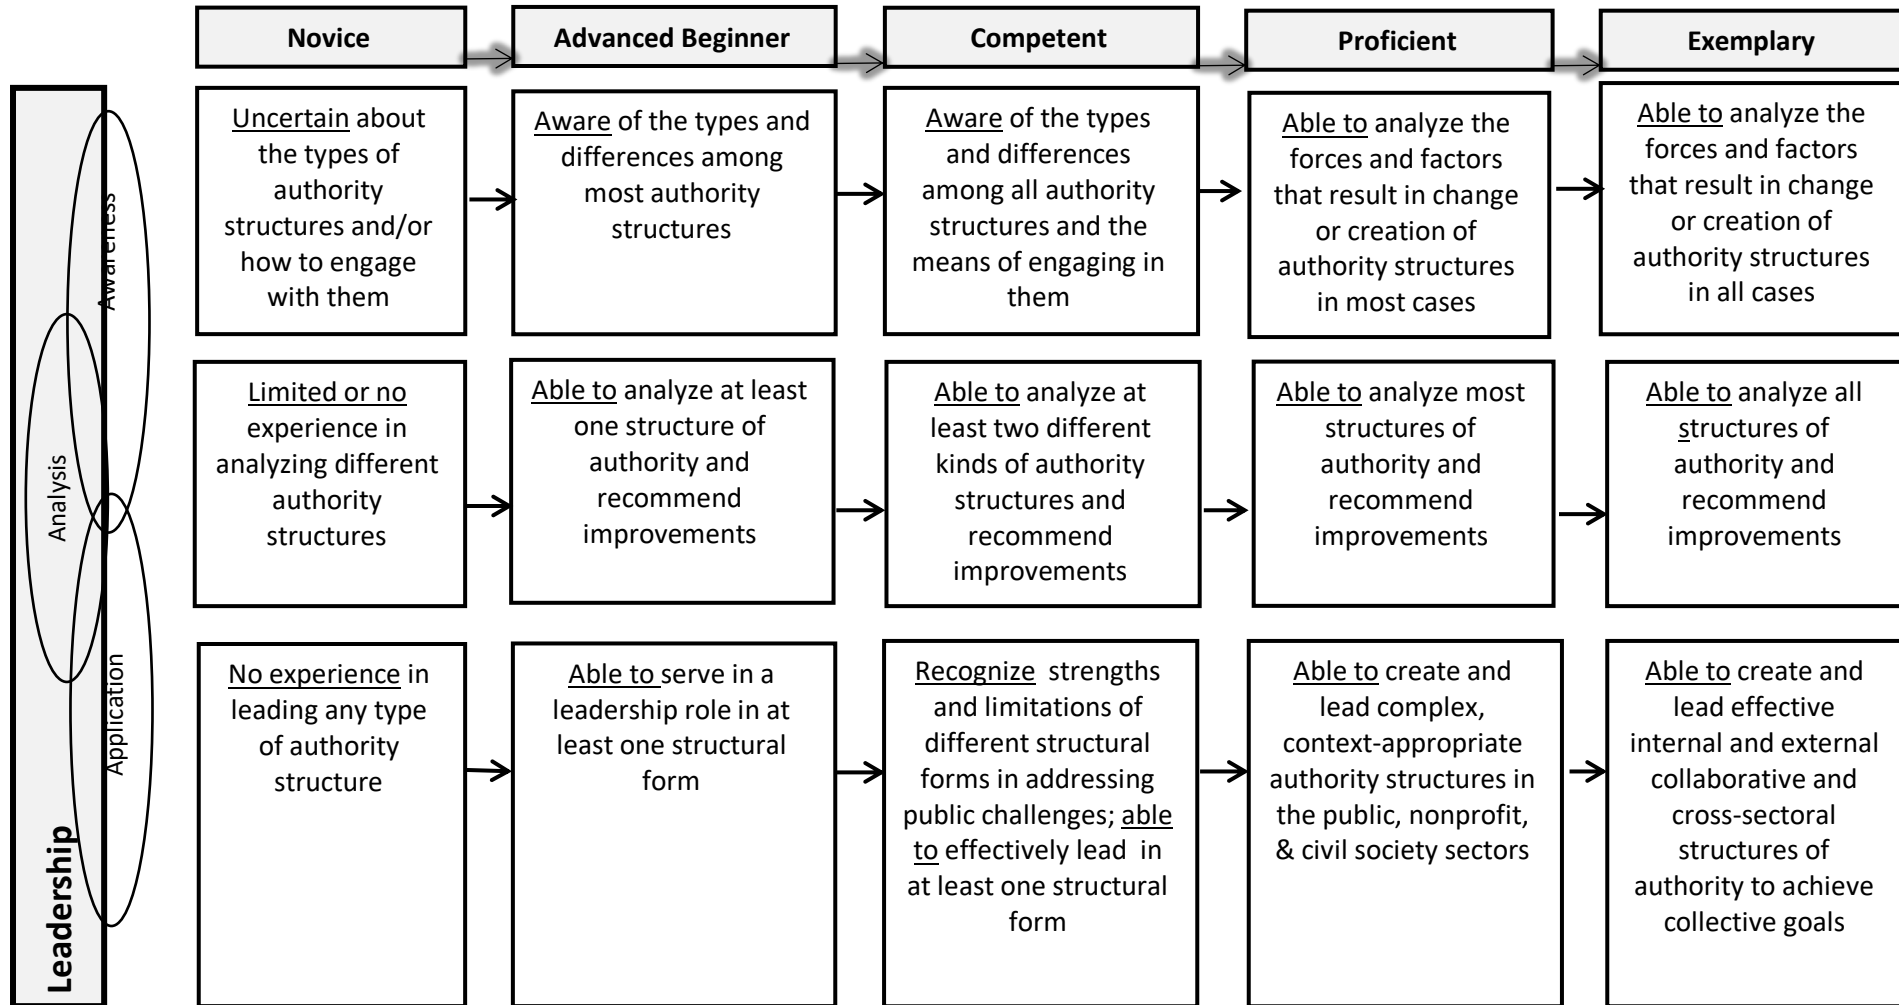 Novice
Advanced Beginner
Competent
Proficient
Exemplary
Leadership
Awareness
Uncertain about
the types of
authority
structures and/or
how to engage
with them
Aware of the types and
differences among
most authority
structures
Aware of the types
and differences
among all authority
structures and the
means of engaging in
them
Able to analyze the
forces and factors
that result in change
or creation of
authority structures
in most cases
Able to analyze the
forces and factors
that result in change
or creation of
authority structures
in all cases
Analysis
Limited or no
experience in
analyzing different
authority
structures
Able to analyze at least
one structure of
authority and
recommend
improvements
Able to analyze at
least two different
kinds of authority
structures and
recommend
improvements
Able to analyze most
structures of
authority and
recommend
improvements
Able to analyze all
structures of
authority and
recommend
improvements
Application
No experience in
leading any type
of authority
structure
Able to serve in a
leadership role in at
least one structural
form
Recognize strengths
and limitations of
different structural
forms in addressing
public challenges; able
to effectively lead in
at least one structural
form
Able to create and
lead complex,
context-appropriate
authority structures in
the public, nonprofit,
& civil society sectors
Able to create and
lead effective
internal and external
collaborative and
cross-sectoral
structures of
authority to achieve
collective goals